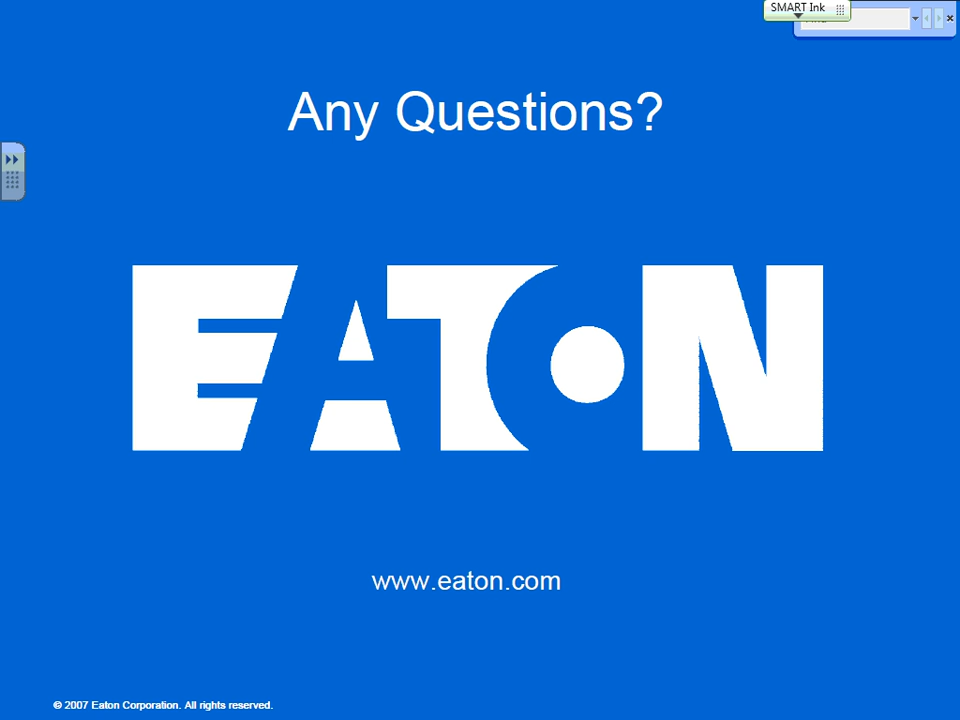 SMART Ink
Any Questions?
EATON
www.eaton.com
© 2007 Eaton Corporation. All rights reserved.